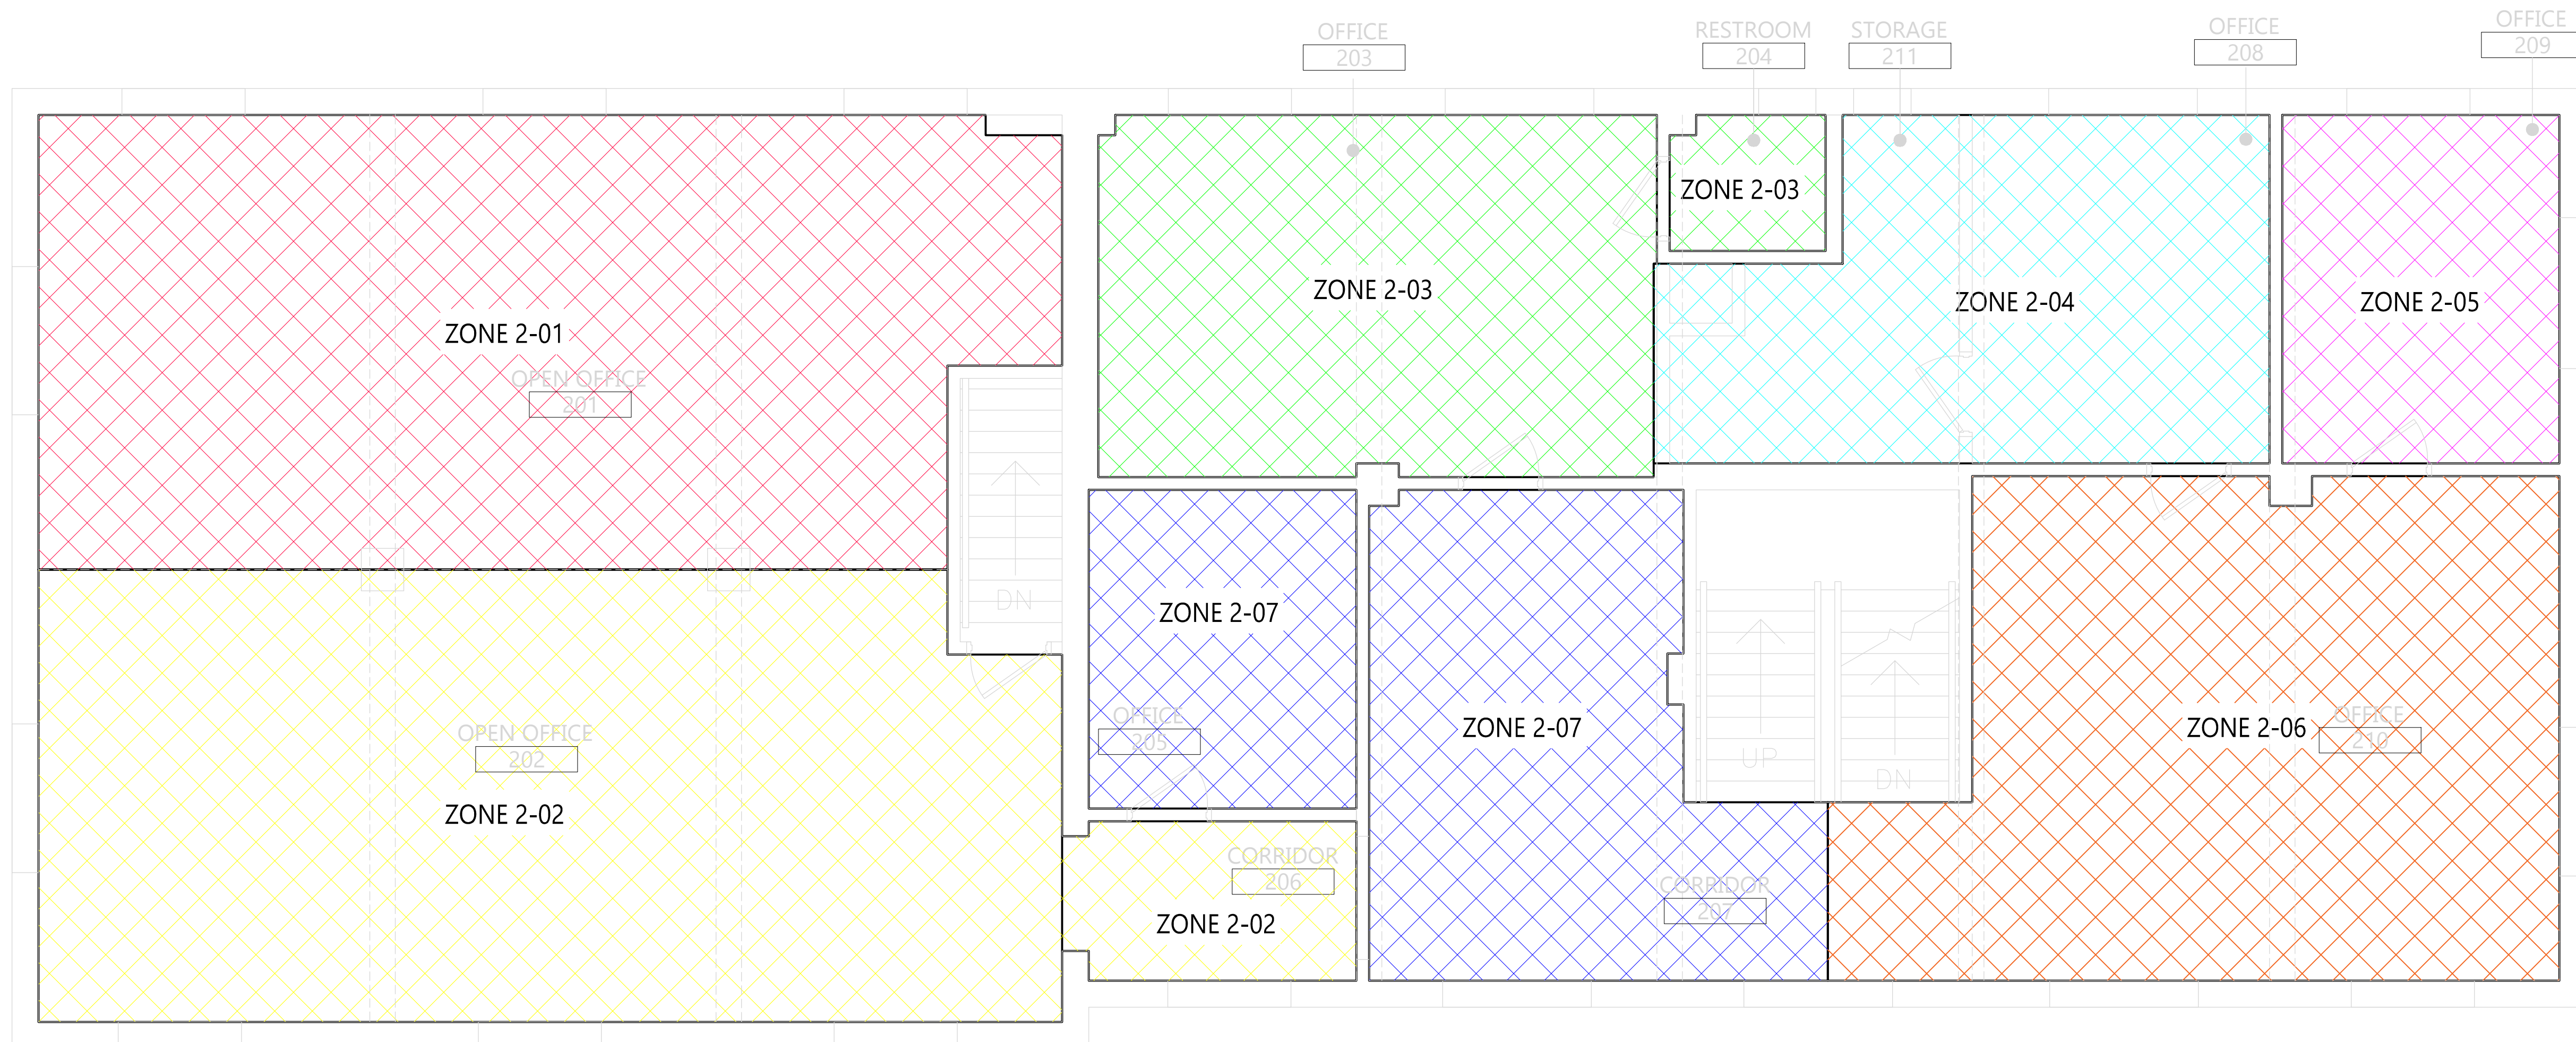 OFFICE
203
RESTROOM
204
STORAGE
211
OFFICE
208
OFFICE
209
ZONE 2-01
OPEN OFFICE
201
ZONE 2-03
ZONE 2-03
ZONE 2-04
ZONE 2-05
DN
ZONE 2-07
OFFICE
205
OPEN OFFICE
202
ZONE 2-02
CORRIDOR
206
ZONE 2-02
ZONE 2-07
CORRIDOR
207
UP
DN
ZONE 2-06
OFFICE
210